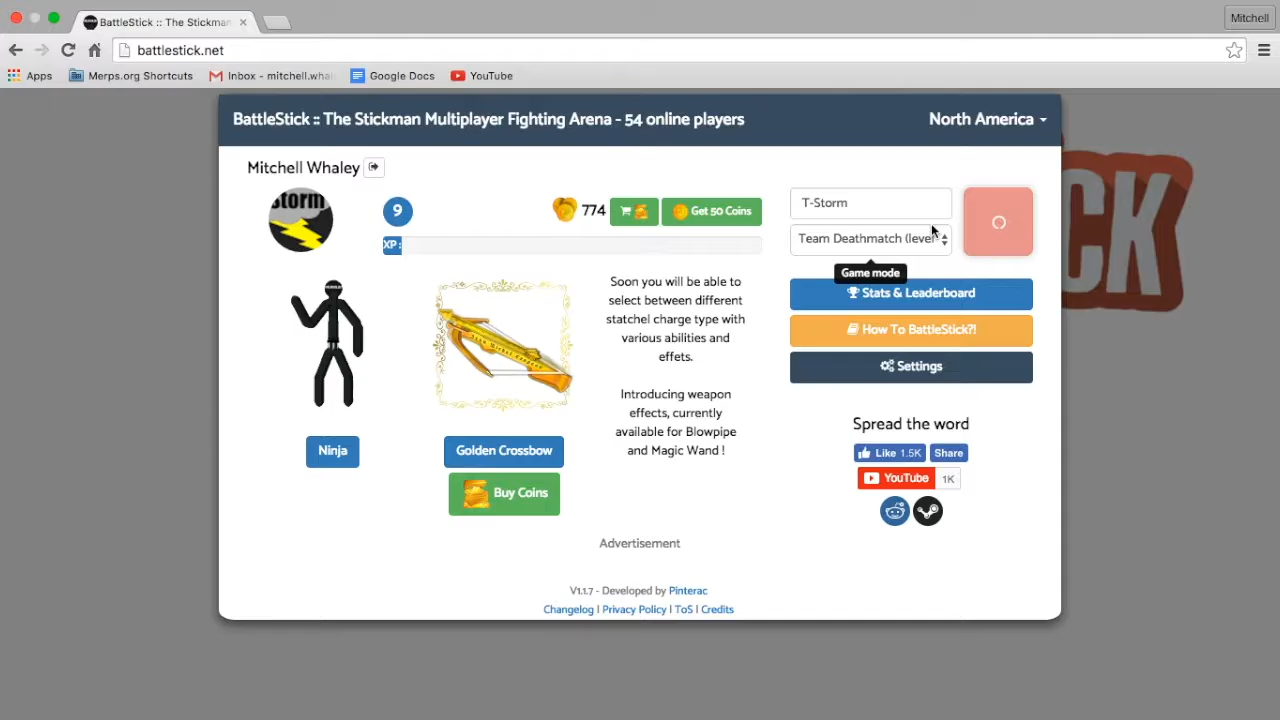 BattleStick :: The Stickman
Mitchell
battlestick.net
Apps
Merps.org Shortcuts
Inbox - mitchell.wha
Google Docs
YouTube
BattleStick :: The Stickman Multiplayer Fighting Arena - 54 online players
North America
Mitchell Whaley
storm
9
774
Get 50 Coins
XP :
T-Storm
Team Deathmatch (level
Game mode
Stats & Leaderboard
How To BattleStick?!
Settings
Soon you will be able to
select between different
statchel charge type with
various abilities and
effets.
Introducing weapon
effects, currently
available for Blowpipe
and Magic Wand !
Ninja
Golden Crossbow
Buy Coins
Spread the word
Like 1.5K
Share
YouTube
1K
Advertisement
V1.1.7 - Developed by Pinterac
Changelog | Privacy Policy | ToS | Credits
CK